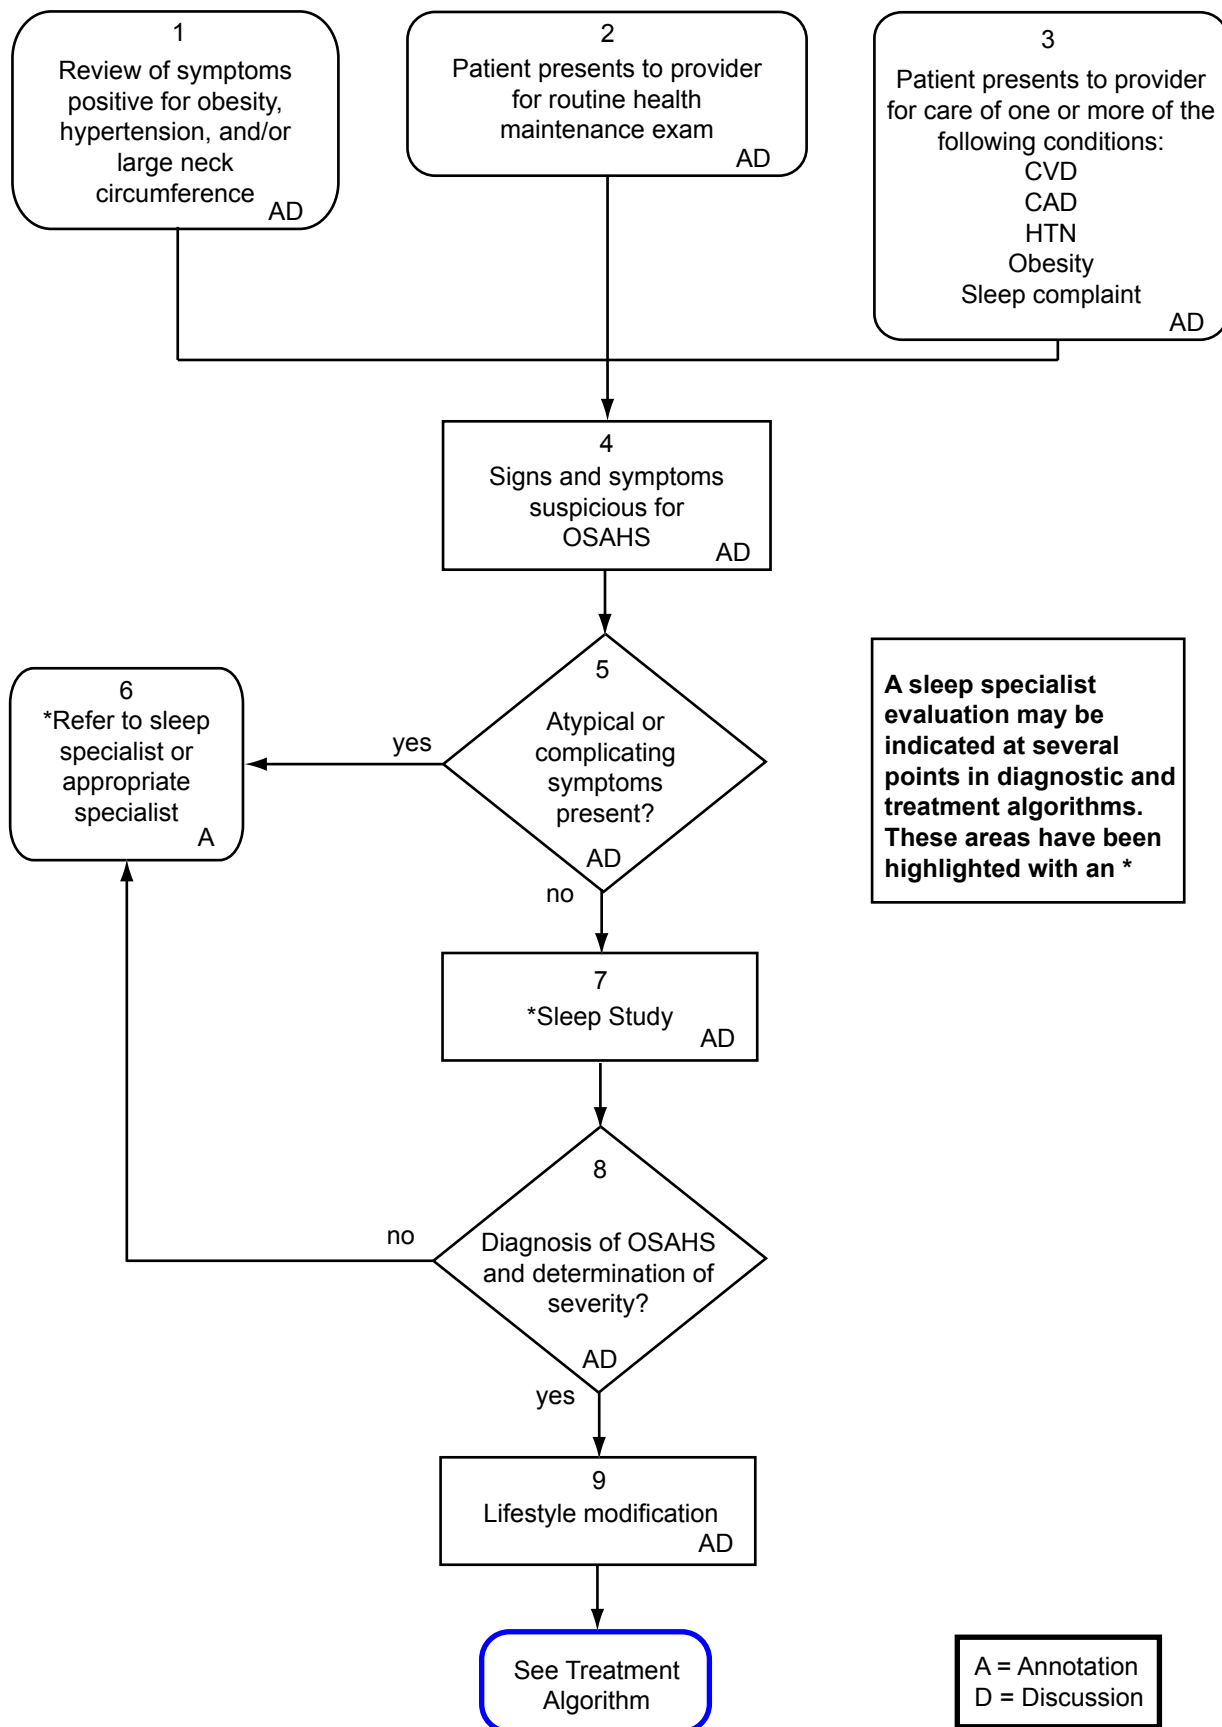 1
Review of symptoms
positive for obesity,
hypertension, and/or
large neck
circumference
AD
2
Patient presents to provider
for routine health
maintenance exam
AD
3
Patient presents to provider
for care of one or more of the
following conditions:
CVD
CAD
HTN
Obesity
Sleep complaint
AD
4
Signs and symptoms
suspicious for
OSAHS
AD
5
Atypical or
complicating
symptoms
present?
AD
yes
no
6
*Refer to sleep
specialist or
appropriate
specialist
A
A sleep specialist
evaluation may be
indicated at several
points in diagnostic and
treatment algorithms.
These areas have been
highlighted with an *
7
*Sleep Study
AD
8
Diagnosis of OSAHS
and determination of
severity?
AD
no
yes
9
Lifestyle modification
AD
See Treatment
Algorithm
A = Annotation
D = Discussion